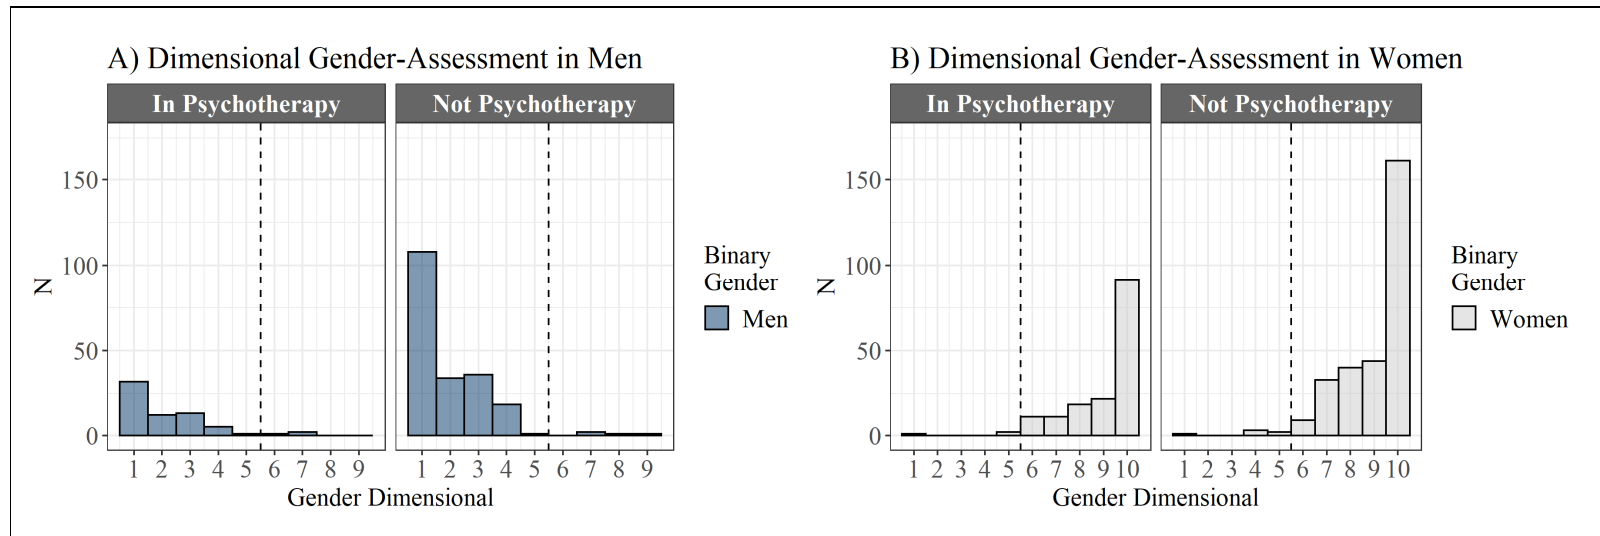 A) Dimensional Gender-Assessment in Men
In Psychotherapy
Not Psychotherapy
150
100
50
0
N
1 2 3 4 5 6 7 8 9
1 2 3 4 5 6 7 8 9
Gender Dimensional
Binary
Gender
Men
B) Dimensional Gender-Assessment in Women
In Psychotherapy
Not Psychotherapy
150
100
50
0
N
1 2 3 4 5 6 7 8 9 10
1 2 3 4 5 6 7 8 9 10
Gender Dimensional
Binary
Gender
Women